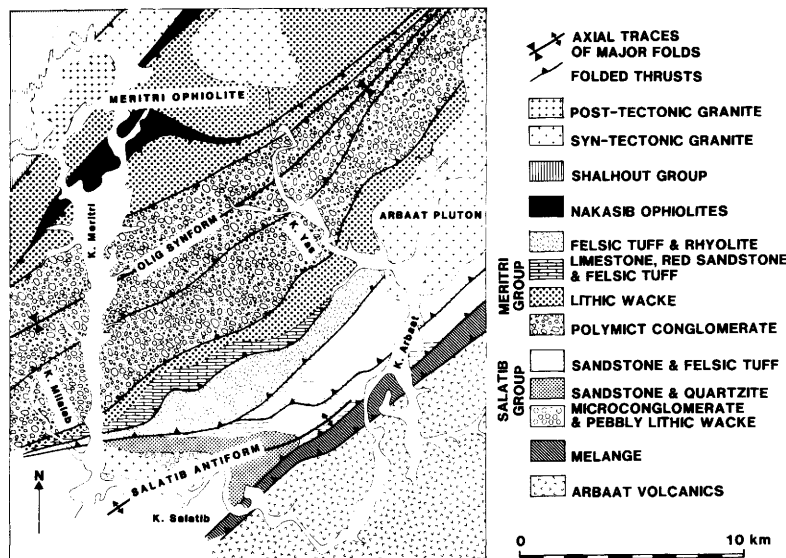 MERITRI OPHIOLITE
ARBAAT PLUTON
K. Meritri
OLIG SYNFORM
K. Yas
K. Arbaat
K. Mileieb
SALATIB ANTIFORM
K. Salatib
N
AXIAL TRACES
OF MAJOR FOLDS
FOLDED THRUSTS
POST-TECTONIC GRANITE
SYN-TECTONIC GRANITE
SHALHOUT GROUP
NAKASIB OPHIOLITES
MERITRI
GROUP
FELSIC TUFF & RHYOLITE
LIMESTONE, RED SANDSTONE
& FELSIC TUFF
LITHIC WACKE
POLYMICT CONGLOMERATE
SALATIB
GROUP
SANDSTONE & FELSIC TUFF
SANDSTONE & QUARTZITE
MICROCONGLOMERATE
& PEBBLY LITHIC WACKE
MELANGE
ARBAAT VOLCANICS
0 10 km